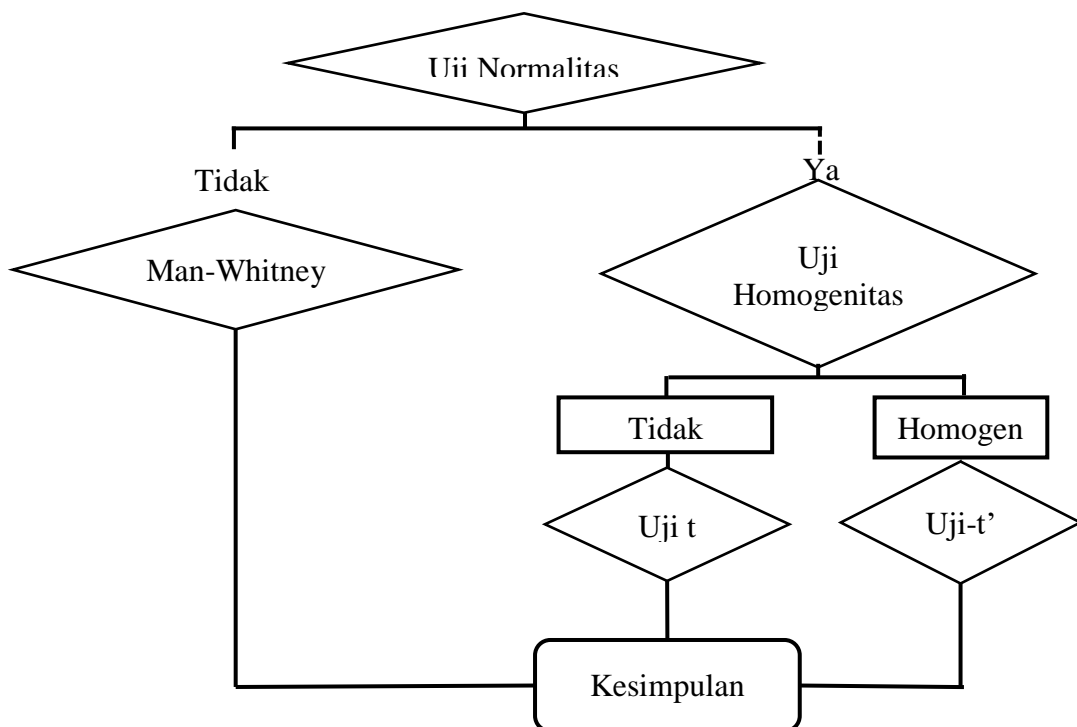 Uji Normalitas
Tidak
Ya
Man-Whitney
Uji
Homogenitas
Tidak
Homogen
Uji t
Uji-t’
Kesimpulan